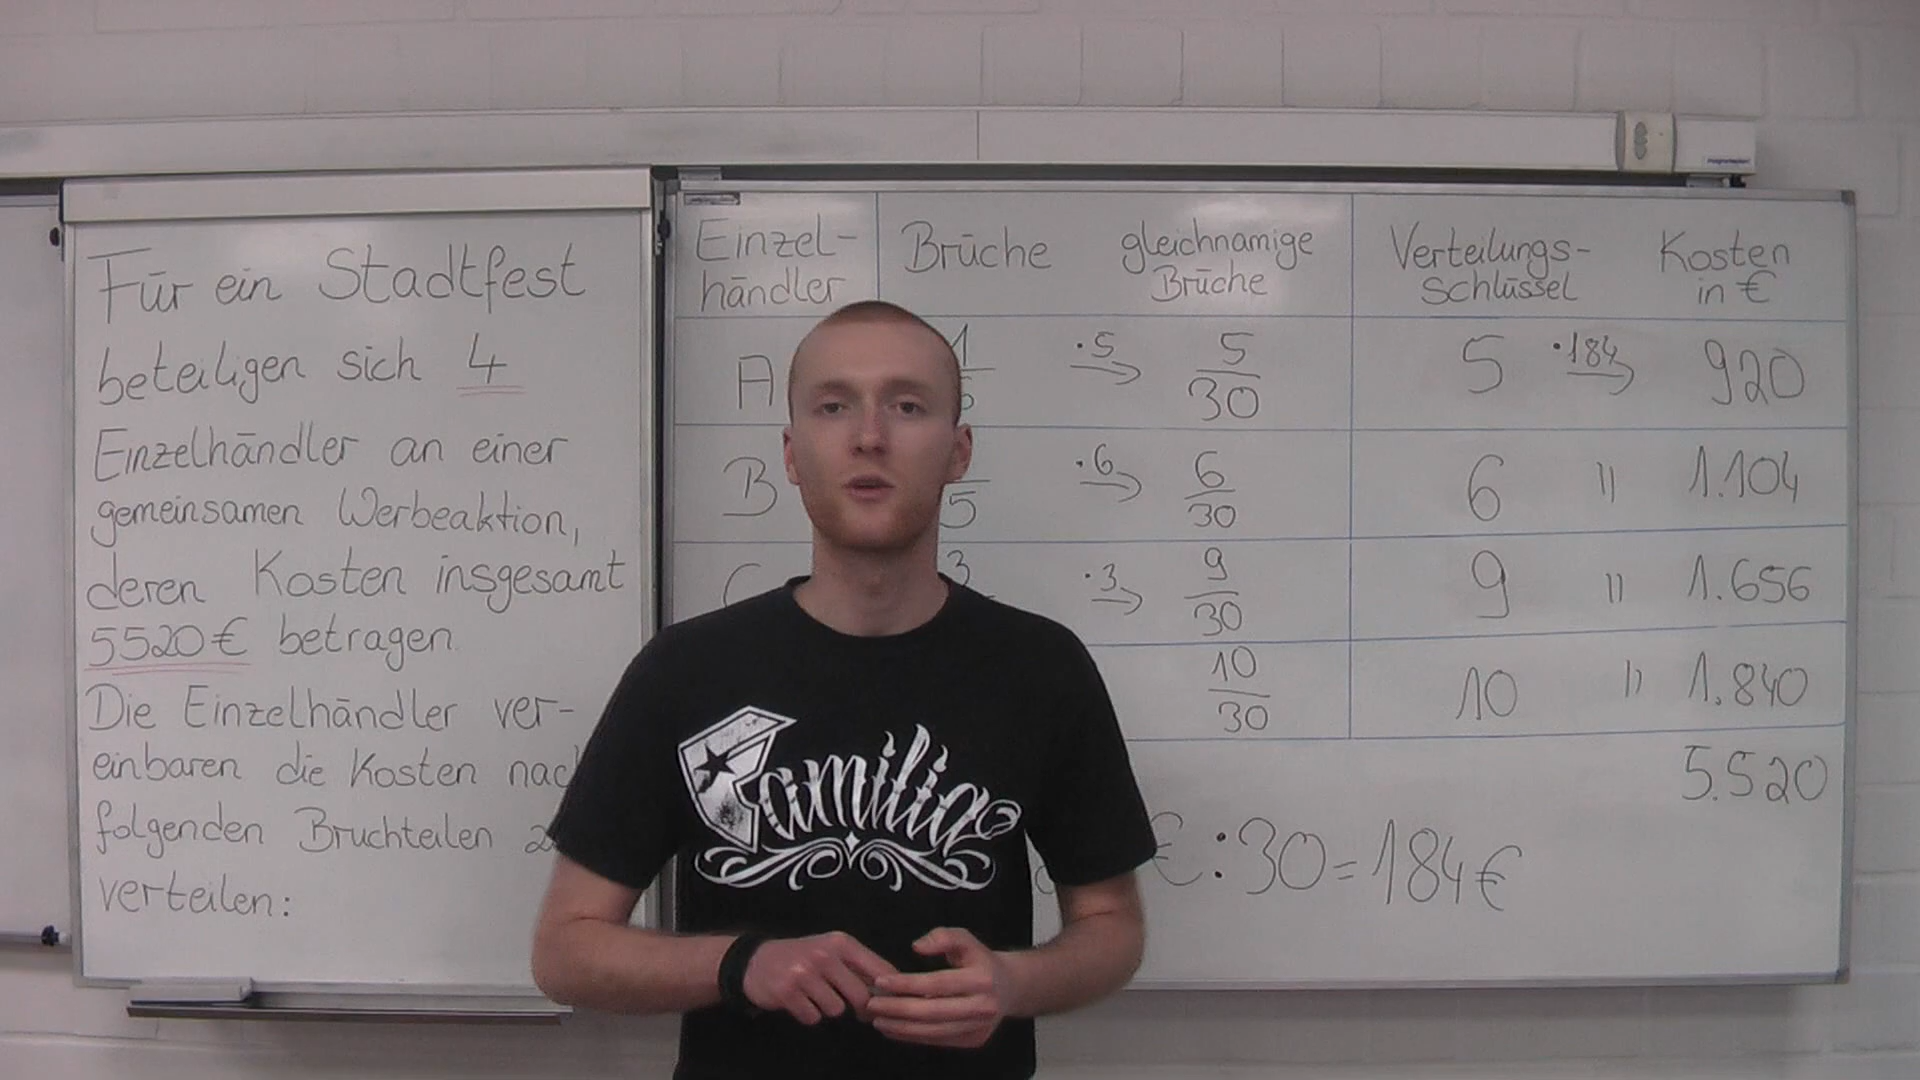 Für ein Stadtfest
beteiligen sich 4
Einzelhändler an einer
gemeinsamen Werbeaktion,
deren Kosten insgesamt
5520€ betragen.
Die Einzelhändler ver-
einbaren die Kosten
folgenden Bruchteilen
verteilen:
Einzel-
händler
Brüche
gleichnamige
Brüche
Verteilungs-
schlüssel
Kosten
in €
A 1 ·5 → 5/30 5 ·184 → 920
B 5 ·6 → 6/30 6 " 1.104
3 ·3 → 9/30 9 " 1.656
10/30 10 " 1.840
5.520
€:30=184€
Familia